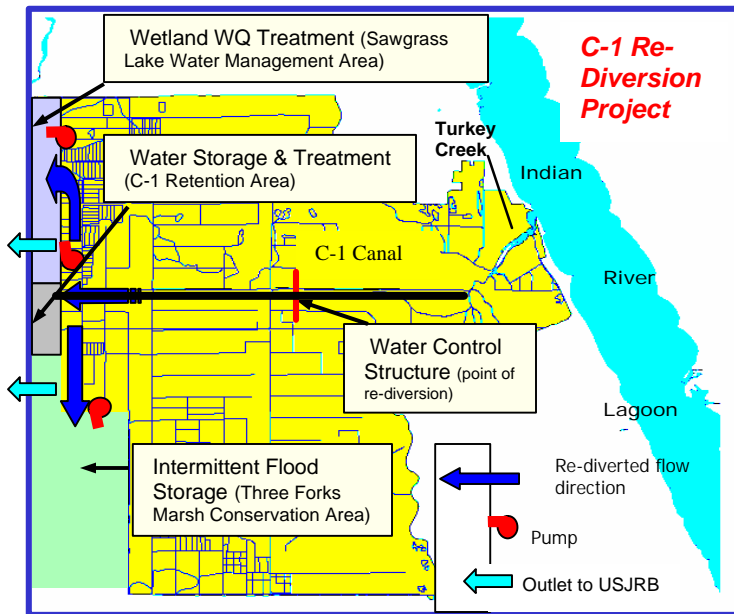 Wetland WQ Treatment (Sawgrass
Lake Water Management Area)
C-1 Re-
Diversion
Project
Turkey
Creek
Water Storage & Treatment
(C-1 Retention Area)
Indian
C-1 Canal
River
Water Control
Structure (point of
re-diversion)
Lagoon
Intermittent Flood
Storage (Three Forks
Marsh Conservation Area)
Re-diverted flow
direction
Pump
Outlet to USJRB